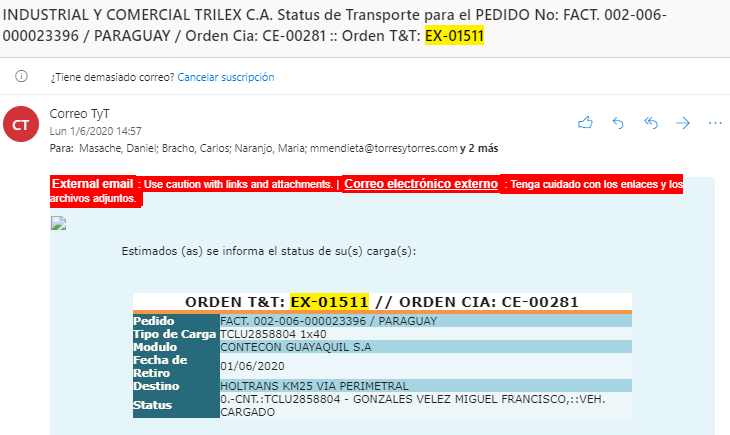 INDUSTRIAL Y COMERCIAL TRILEX C.A. Status de Transporte para el PEDIDO No: FACT. 002-006-
000023396 / PARAGUAY / Orden Cia: CE-00281 :: Orden T&T: EX-01511
¿Tiene demasiado correo? Cancelar suscripción
CT
Correo TyT
Lun 1/6/2020 14:57
Para: Masache, Daniel; Bracho, Carlos; Naranjo, Maria; mmendieta@torresytorres.com y 2 más
External email : Use caution with links and attachments. | Correo electrónico externo : Tenga cuidado con los enlaces y los
archivos adjuntos.
Estimados (as) se informa el status de su(s) carga(s):
ORDEN T&T: EX-01511 // ORDEN CIA: CE-00281
Pedido FACT. 002-006-000023396 / PARAGUAY
Tipo de Carga TCLU2858804 1x40
Modulo CONTECON GUAYAQUIL S.A
Fecha de
Retiro 01/06/2020
Destino HOLTRANS KM25 VIA PERIMETRAL
Status 0.-CNT.:TCLU2858804 - GONZALES VELEZ MIGUEL FRANCISCO,::VEH.
CARGADO